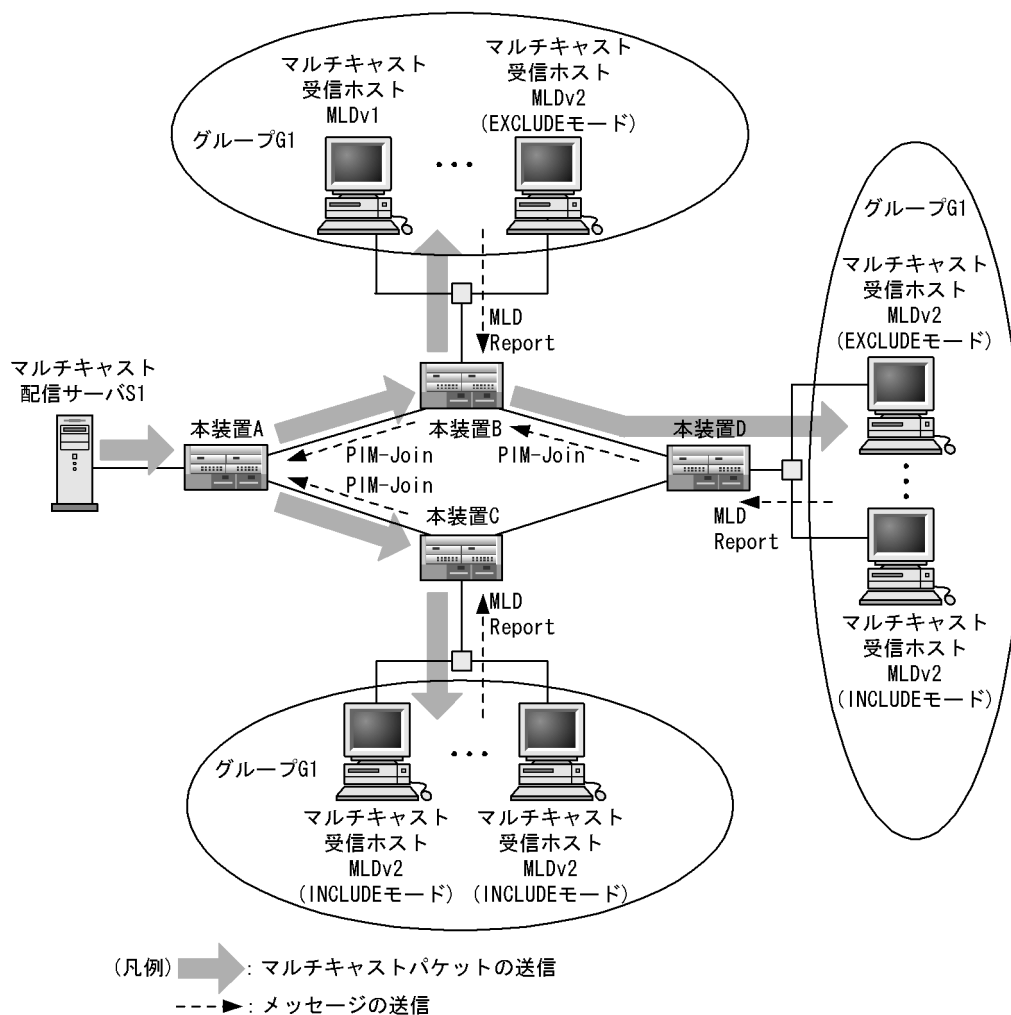 マルチキャスト
受信ホスト
MLDv1
マルチキャスト
受信ホスト
MLDv2
(EXCLUDEモード)
グループG1
・・・
MLD
Report
グループG1
マルチキャスト
受信ホスト
MLDv2
(EXCLUDEモード)
マルチキャスト
配信サーバS1
本装置A
本装置B
本装置D
PIM-Join
PIM-Join
PIM-Join
本装置C
MLD
Report
MLD
Report
マルチキャスト
受信ホスト
MLDv2
(INCLUDEモード)
グループG1
・・・
マルチキャスト
受信ホスト
MLDv2
(INCLUDEモード)
マルチキャスト
受信ホスト
MLDv2
(INCLUDEモード)
(凡例)
: マルチキャストパケットの送信
: メッセージの送信